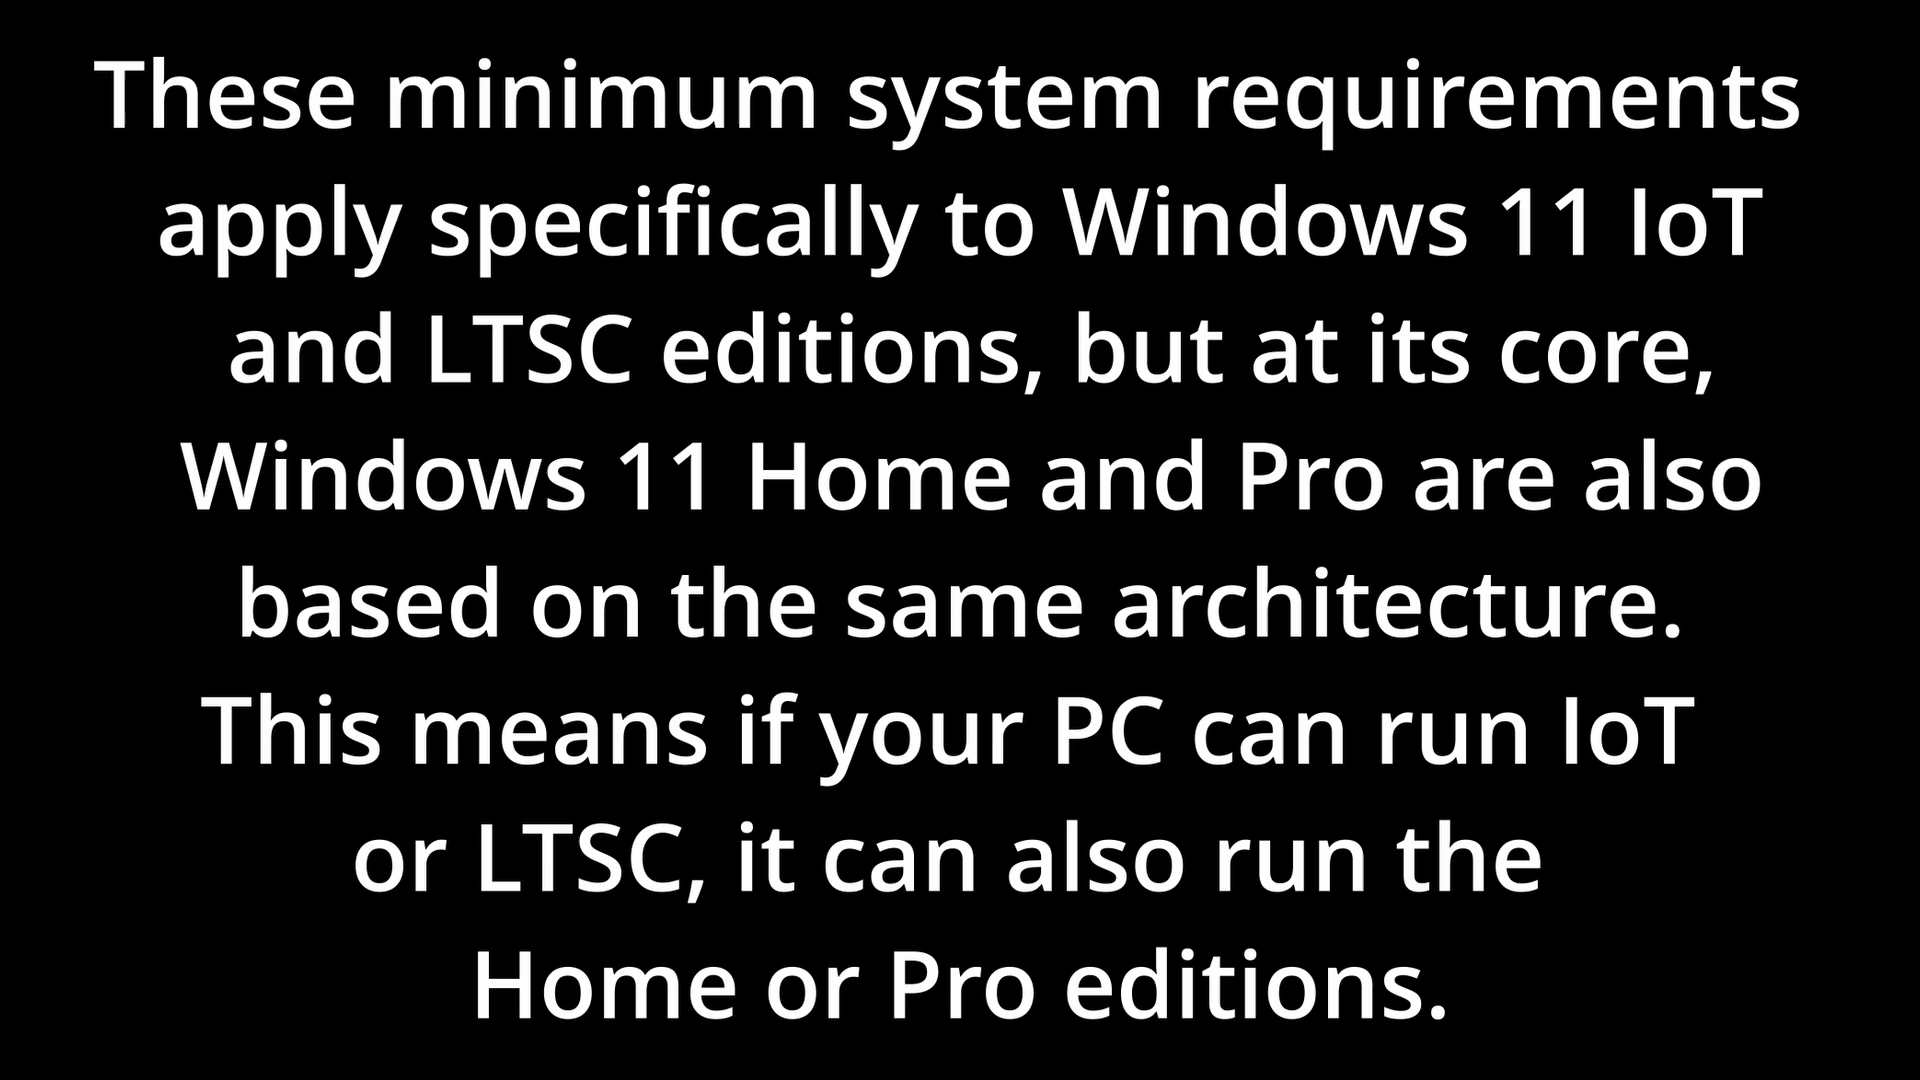 These minimum system requirements
apply specifically to Windows 11 IoT
and LTSC editions, but at its core,
Windows 11 Home and Pro are also
based on the same architecture.
This means if your PC can run IoT
or LTSC, it can also run the
Home or Pro editions.